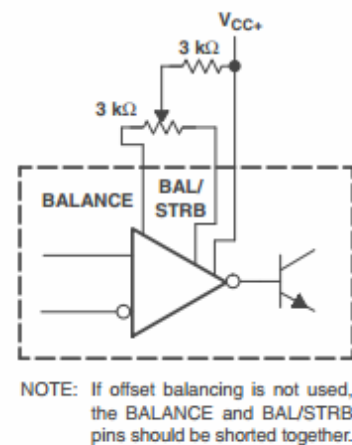 VCC+
3 kΩ
3 kΩ
BALANCE
BAL/
STRB
NOTE: If offset balancing is not used,
the BALANCE and BAL/STRB
pins should be shorted together.